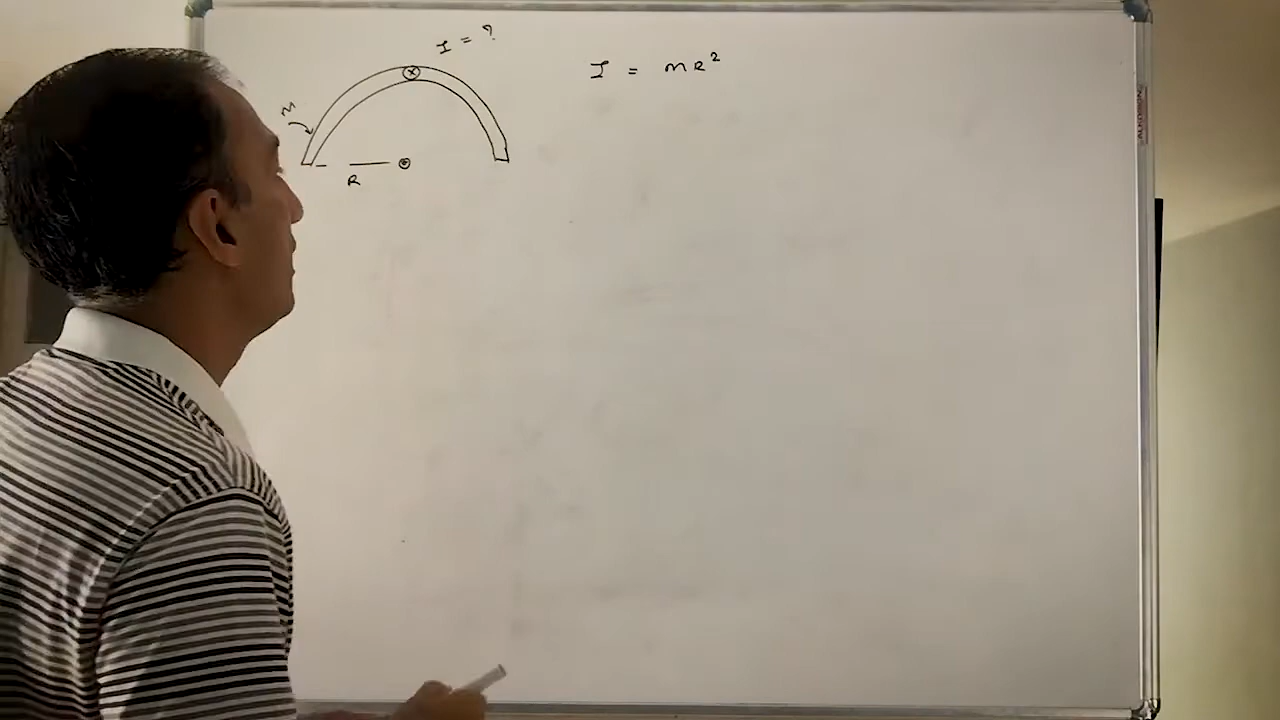 I = ?
I = MR²
M
R